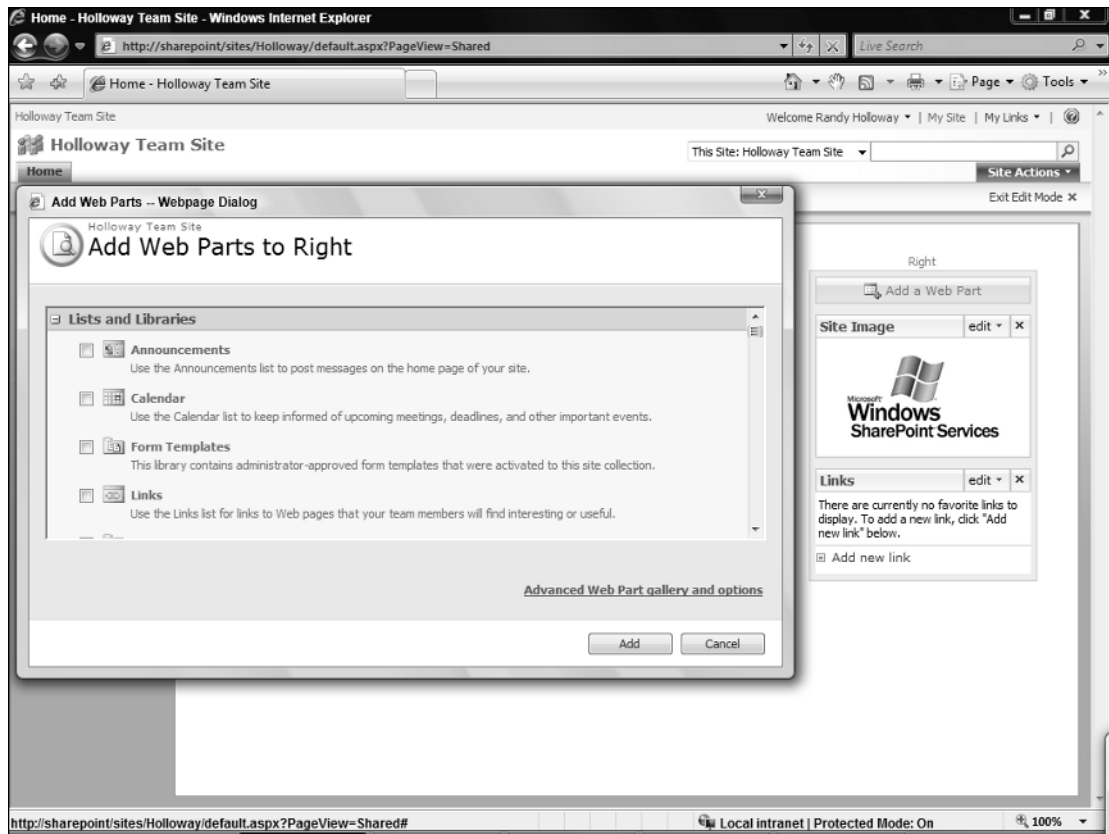 Home - Holloway Team Site - Windows Internet Explorer
http://sharepoint/sites/Holloway/default.aspx?PageView=Shared
Live Search
Home - Holloway Team Site
Page
Tools
Holloway Team Site
Welcome Randy Holloway | My Site | My Links |
Holloway Team Site
This Site: Holloway Team Site
Home
Site Actions
Exit Edit Mode
Add Web Parts -- Webpage Dialog
Holloway Team Site
Add Web Parts to Right
Lists and Libraries
Announcements
Use the Announcements list to post messages on the home page of your site.
Calendar
Use the Calendar list to keep informed of upcoming meetings, deadlines, and other important events.
Form Templates
This library contains administrator-approved form templates that were activated to this site collection.
Links
Use the Links list for links to Web pages that your team members will find interesting or useful.
Advanced Web Part gallery and options
Add
Cancel
Right
Add a Web Part
Site Image
edit
Microsoft
Windows
SharePoint Services
Links
edit
There are currently no favorite links to
display. To add a new link, click "Add
new link" below.
Add new link
http://sharepoint/sites/Holloway/default.aspx?PageView=Shared#
Local intranet | Protected Mode: On
100%